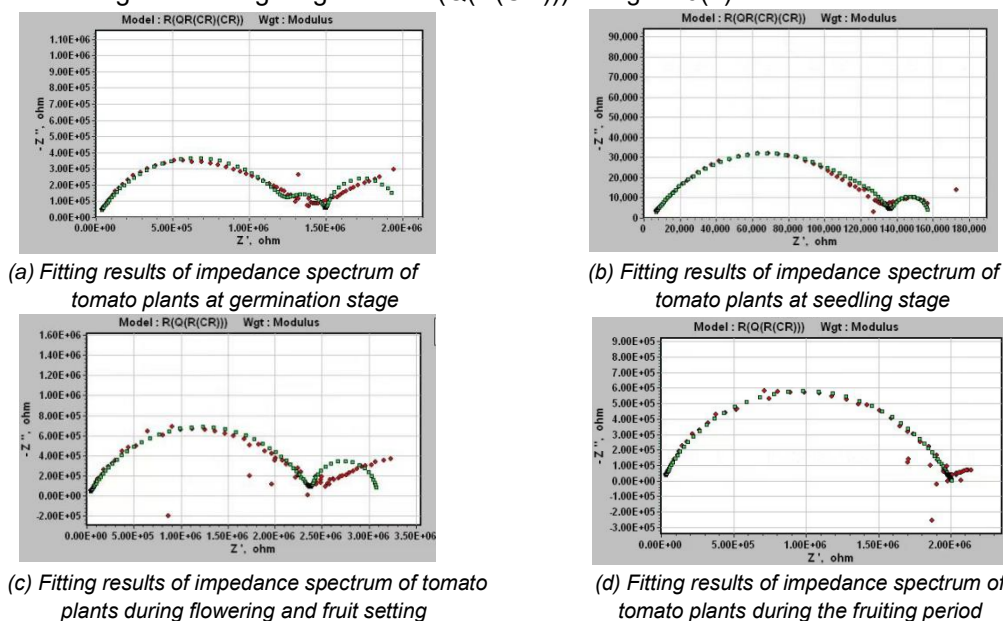 Model : R(QR(CR)(CR)) Wgt : Modulus
-Z'', ohm
1.10E+06
1.00E+06
9.00E+05
8.00E+05
7.00E+05
6.00E+05
5.00E+05
4.00E+05
3.00E+05
2.00E+05
1.00E+05
0.00E+00
0.00E+00 5.00E+05 1.00E+06 1.50E+06 2.00E+06
Z', ohm
(a) Fitting results of impedance spectrum of
tomato plants at germination stage
Model : R(QR(CR)(CR)) Wgt : Modulus
-Z'', ohm
90,000
80,000
70,000
60,000
50,000
40,000
30,000
20,000
10,000
0
0 20,000 40,000 60,000 80,000 100,000 120,000 140,000 160,000 180,000
Z', ohm
(b) Fitting results of impedance spectrum of
tomato plants at seedling stage
Model : R(Q(R(CR))) Wgt : Modulus
-Z'', ohm
1.60E+06
1.40E+06
1.20E+06
1.00E+06
8.00E+05
6.00E+05
4.00E+05
2.00E+05
0.00E+00
-2.00E+05
0.00E+00 5.00E+05 1.00E+06 1.50E+06 2.00E+06 2.50E+06 3.00E+06 3.50E+06
Z', ohm
(c) Fitting results of impedance spectrum of tomato
plants during flowering and fruit setting
Model : R(Q(R(CR))) Wgt : Modulus
-Z'', ohm
9.00E+05
8.00E+05
7.00E+05
6.00E+05
5.00E+05
4.00E+05
3.00E+05
2.00E+05
1.00E+05
0.00E+00
-1.00E+05
-2.00E+05
-3.00E+05
0.00E+00 5.00E+05 1.00E+06 1.50E+06 2.00E+06
Z', ohm
(d) Fitting results of impedance spectrum of
tomato plants during the fruiting period